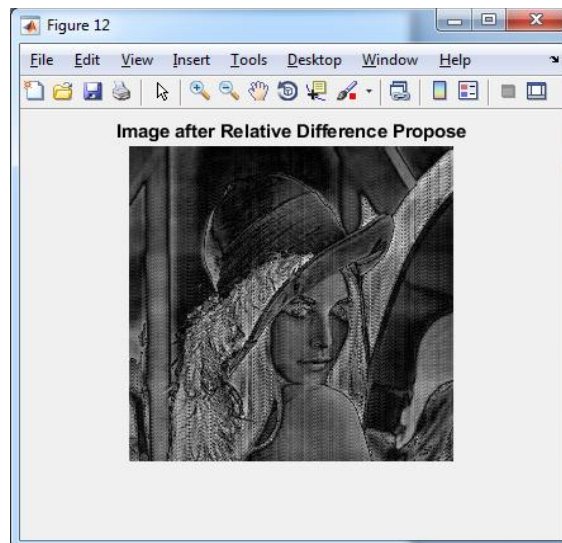 Figure 12
File Edit View Insert Tools Desktop Window Help
Image after Relative Difference Propose